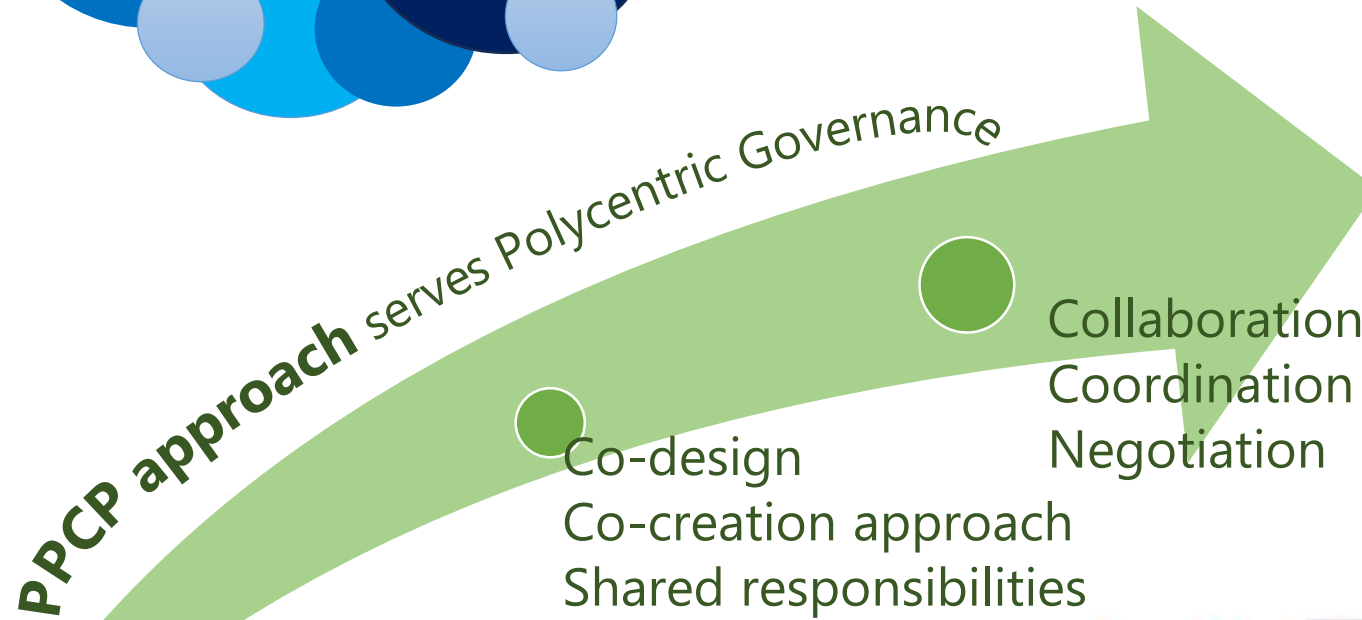 PPCP approach serves Polycentric Governance
Co-design
Co-creation approach
Shared responsibilities
Collaboration
Coordination
Negotiation